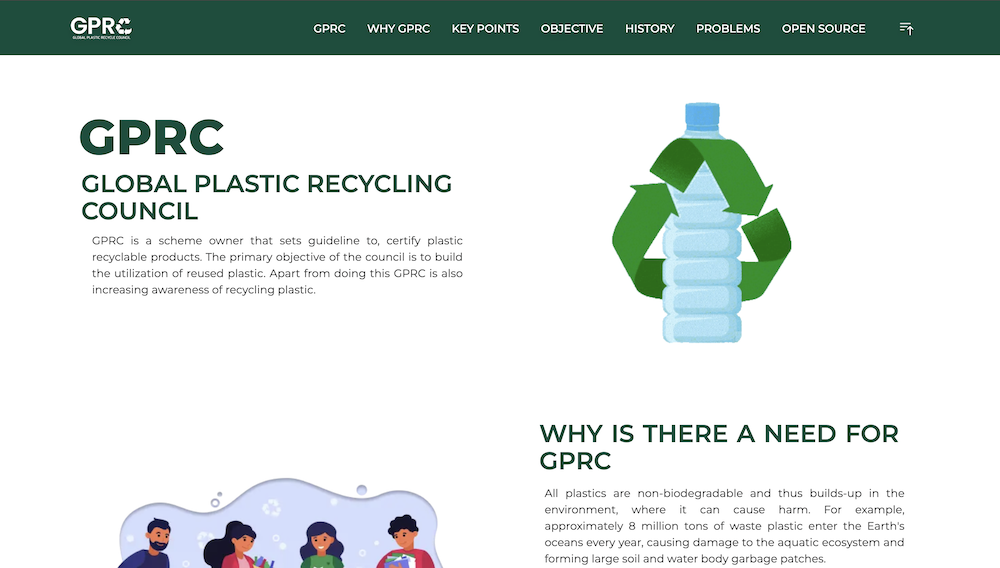 GPRC
GLOBAL PLASTIC RECYCLE COUNCIL
GPRC WHY GPRC KEY POINTS OBJECTIVE HISTORY PROBLEMS OPEN SOURCE
GPRC
GLOBAL PLASTIC RECYCLING
COUNCIL
GPRC is a scheme owner that sets guideline to, certify plastic
recyclable products. The primary objective of the council is to build
the utilization of reused plastic. Apart from doing this GPRC is also
increasing awareness of recycling plastic.
WHY IS THERE A NEED FOR
GPRC
All plastics are non-biodegradable and thus builds-up in the
environment, where it can cause harm. For example,
approximately 8 million tons of waste plastic enter the Earth's
oceans every year, causing damage to the aquatic ecosystem and
forming large soil and water body garbage patches.